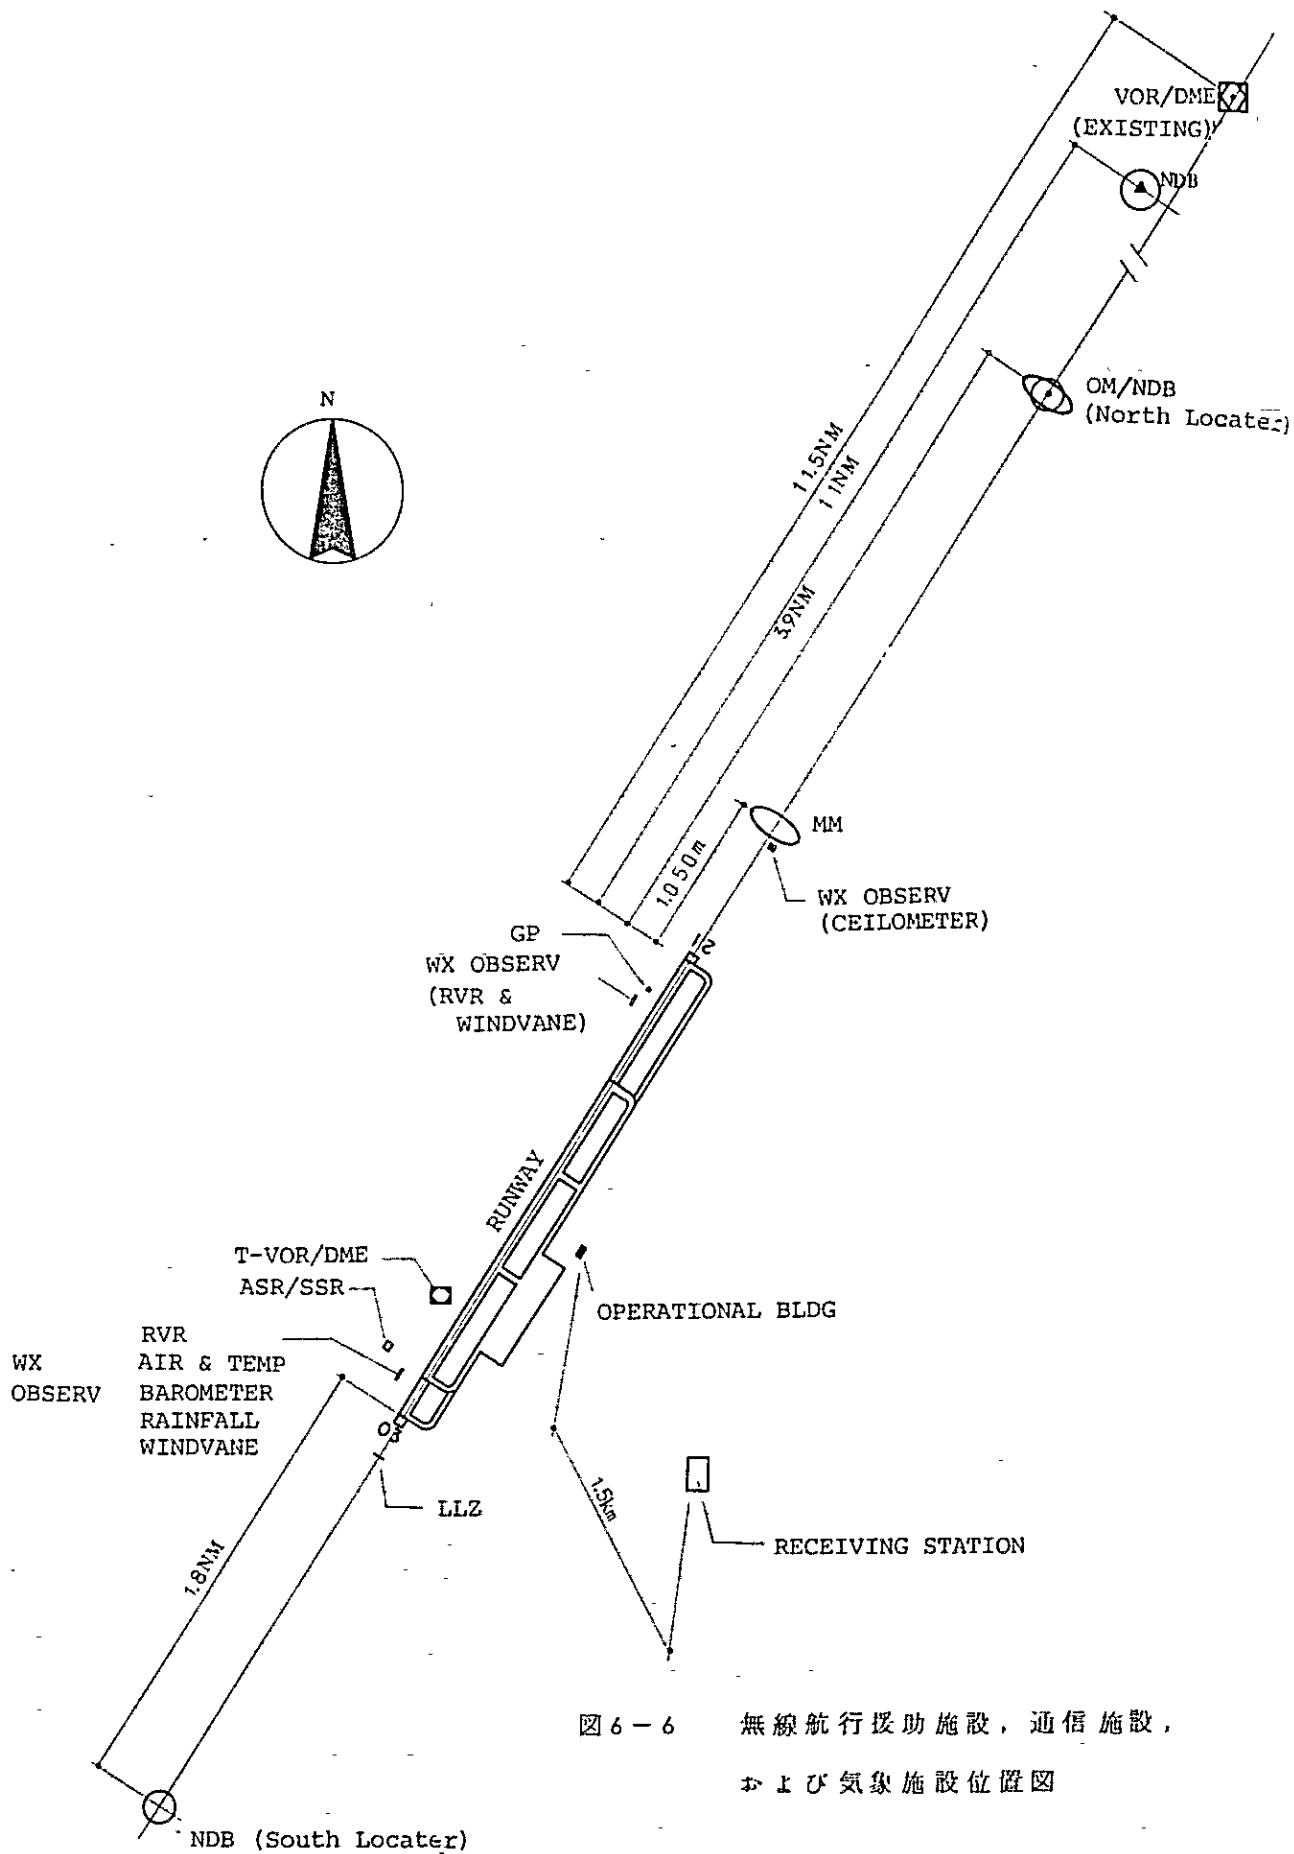 VOR/DME
(EXISTING)
NDB
OM/NDB
(North Locater)
N
11.5NM
11NM
3.9NM
1.050m
MM
WX OBSERV
(CEILOMETER)
GP
WX OBSERV
(RVR &
WINDVANE)
12
RUNWAY
T-VOR/DME
ASR/SSR
OPERATIONAL BLDG
WX
OBSERV
RVR
AIR & TEMP
BAROMETER
RAINFALL
WINDVANE
03
LLZ
1.5km
RECEIVING STATION
1.8NM
図6-6 無線航行援助施設，通信施設，
および気象施設位置図
NDB (South Locater)